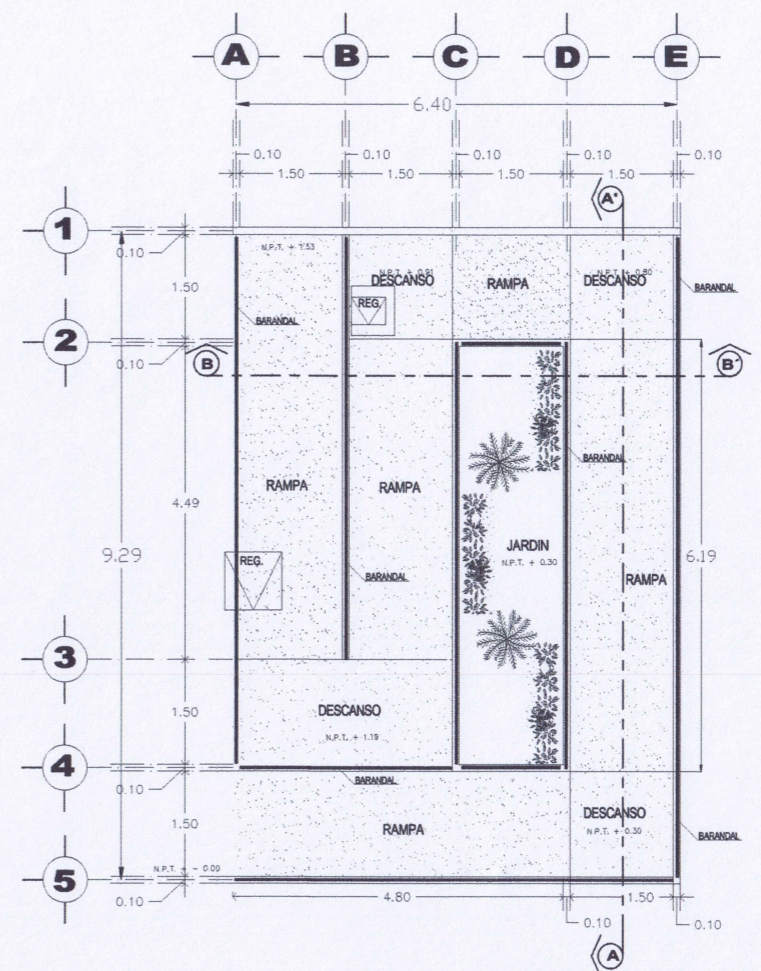 A B C D E
6.40
0.10 0.10 0.10 0.10 0.10
1.50 1.50 1.50 1.50
A'
1
0.10
N.P.T. + 1.53
N.P.T. + 0.91
DESCANSO
RAMPA
DESCANSO
BARANDAL
1.50
REG.
BARANDAL
2
0.10
B
B'
BARANDAL
RAMPA
RAMPA
4.49
9.29
JARDIN
N.P.T. + 0.30
6.19
REG.
BARANDAL
RAMPA
3
DESCANSO
N.P.T. + 1.19
1.50
4
0.10
BARANDAL
1.50
RAMPA
DESCANSO
N.P.T. + 0.30
BARANDAL
N.P.T. + - 0.00
5
0.10
4.80
1.50
0.10
0.10
A